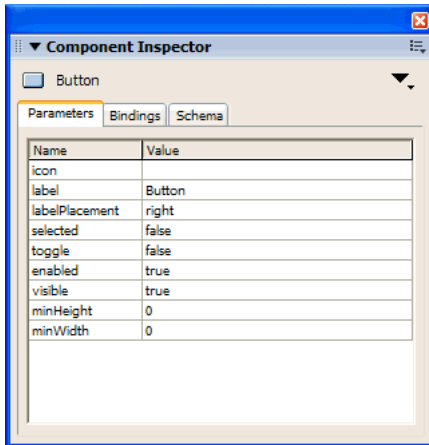 Component Inspector
Button
Parameters Bindings Schema
Name Value
icon
label Button
labelPlacement right
selected false
toggle false
enabled true
visible true
minHeight 0
minWidth 0